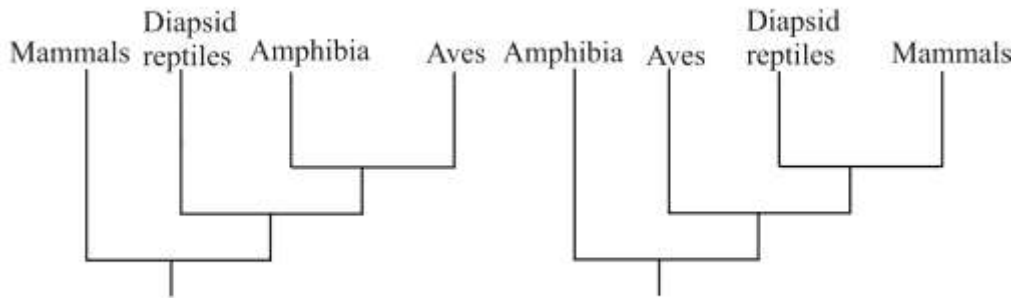 Mammals
Diapsid
reptiles
Amphibia
Aves
Amphibia
Aves
Diapsid
reptiles
Mammals